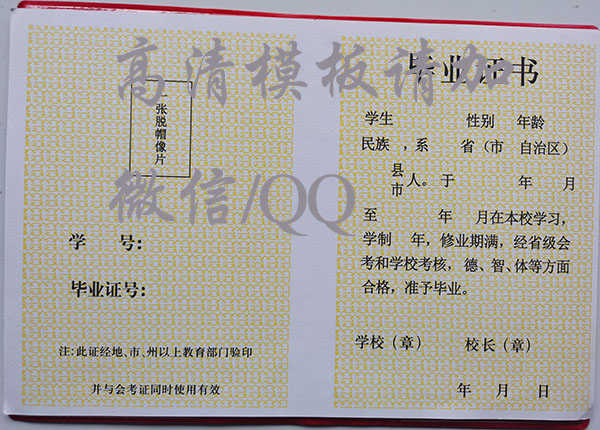 高清模板请加
微信/QQ
一张脱帽像片
学 号：
毕业证号：
注：此证经地、市、州以上教育部门验印
并与会考证同时使用有效
毕业证书
学生 性别 年龄
民族 ，系 省（市 自治区）
县
市 人。于 年 月
至 年 月在本校学习，
学制 年，修业期满，经省级会
考和学校考核，德、智、体等方面
合格，准予毕业。
学校（章） 校长（章）
年 月 日